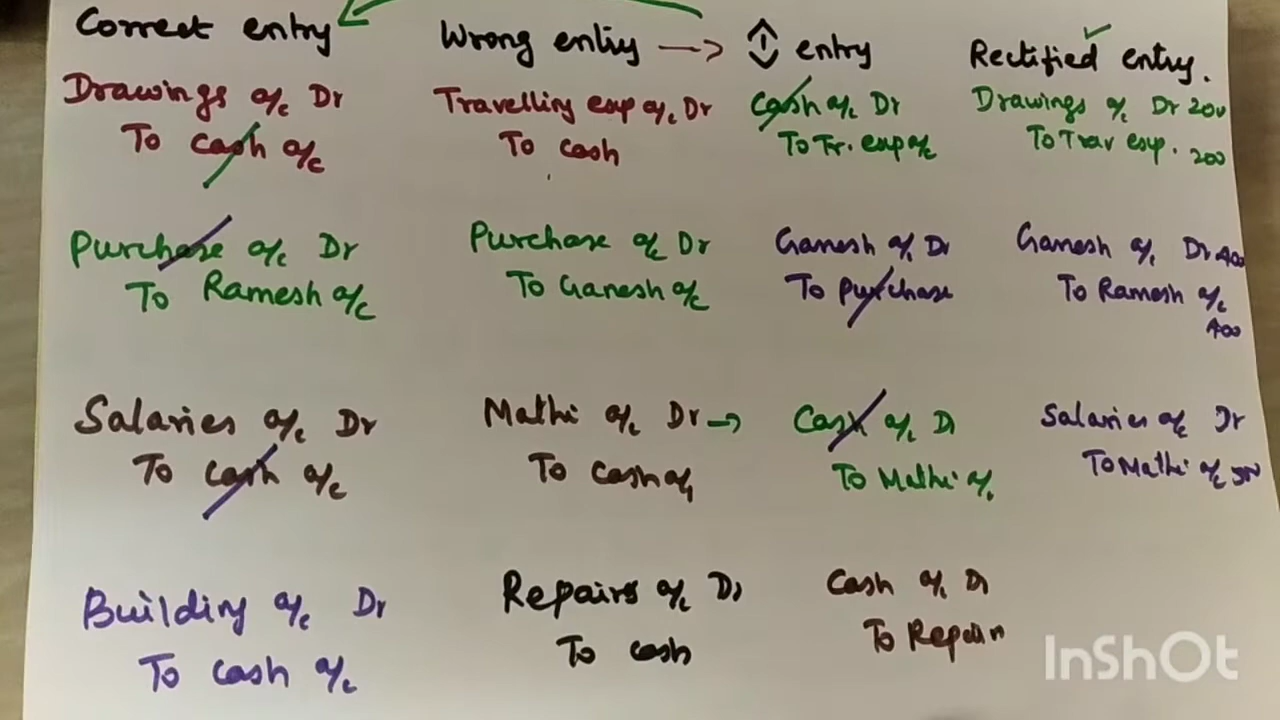 Correct entry
Wrong entry → entry
Rectified entry.
Drawings a/c Dr
To cash a/c
Travelling exp a/c Dr
To cash
Cash a/c Dr
To Tr. exp a/c
Drawings a/c Dr 200
To Trav exp. 200
Purchase a/c Dr
To Ramesh a/c
Purchase a/c Dr
To Ganesh a/c
Ganesh a/c Dr
To purchase
Ganesh a/c Dr 400
To Ramesh a/c
400
Salaries a/c Dr
To cash a/c
Mathi a/c Dr →
To Cash a/c
Cash a/c Dr
To Mathi a/c
Salaries a/c Dr
To Mathi a/c
Building a/c Dr
To cash a/c
Repairs a/c Dr
To cash
Cash a/c Dr
To Repairs
InShOt